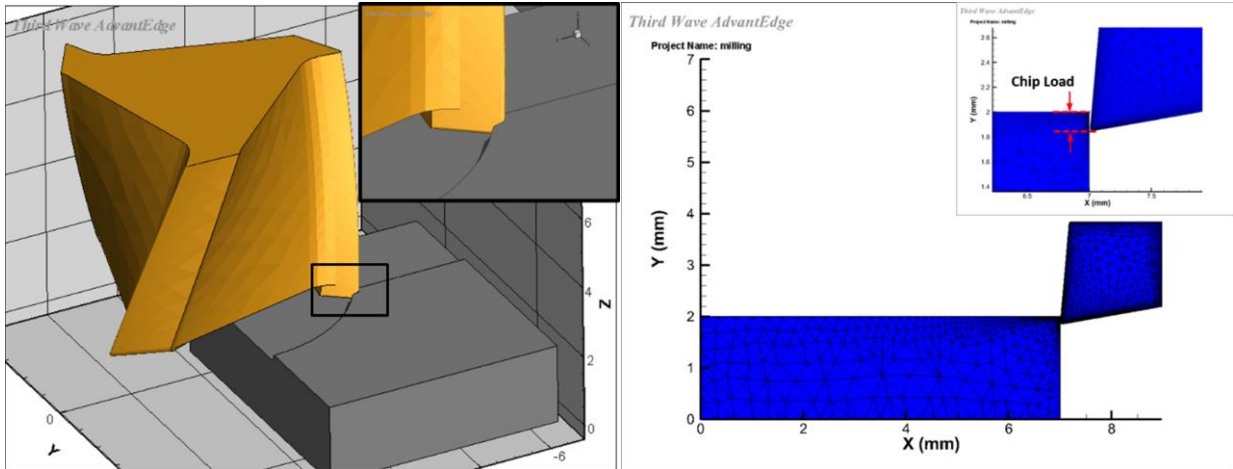 Third Wave AdvantEdge
Third Wave AdvantEdge
6
4
2
0
Z
0
Y
-6
Third Wave AdvantEdge
Project Name: milling
7
6
5
4
3
2
1
0
Y (mm)
0
2
4
6
8
X (mm)
Third Wave AdvantEdge
Project Name: milling
2.6
2.4
2.2
2
1.8
1.6
1.4
Y (mm)
Chip Load
6.5
7
7.5
X (mm)